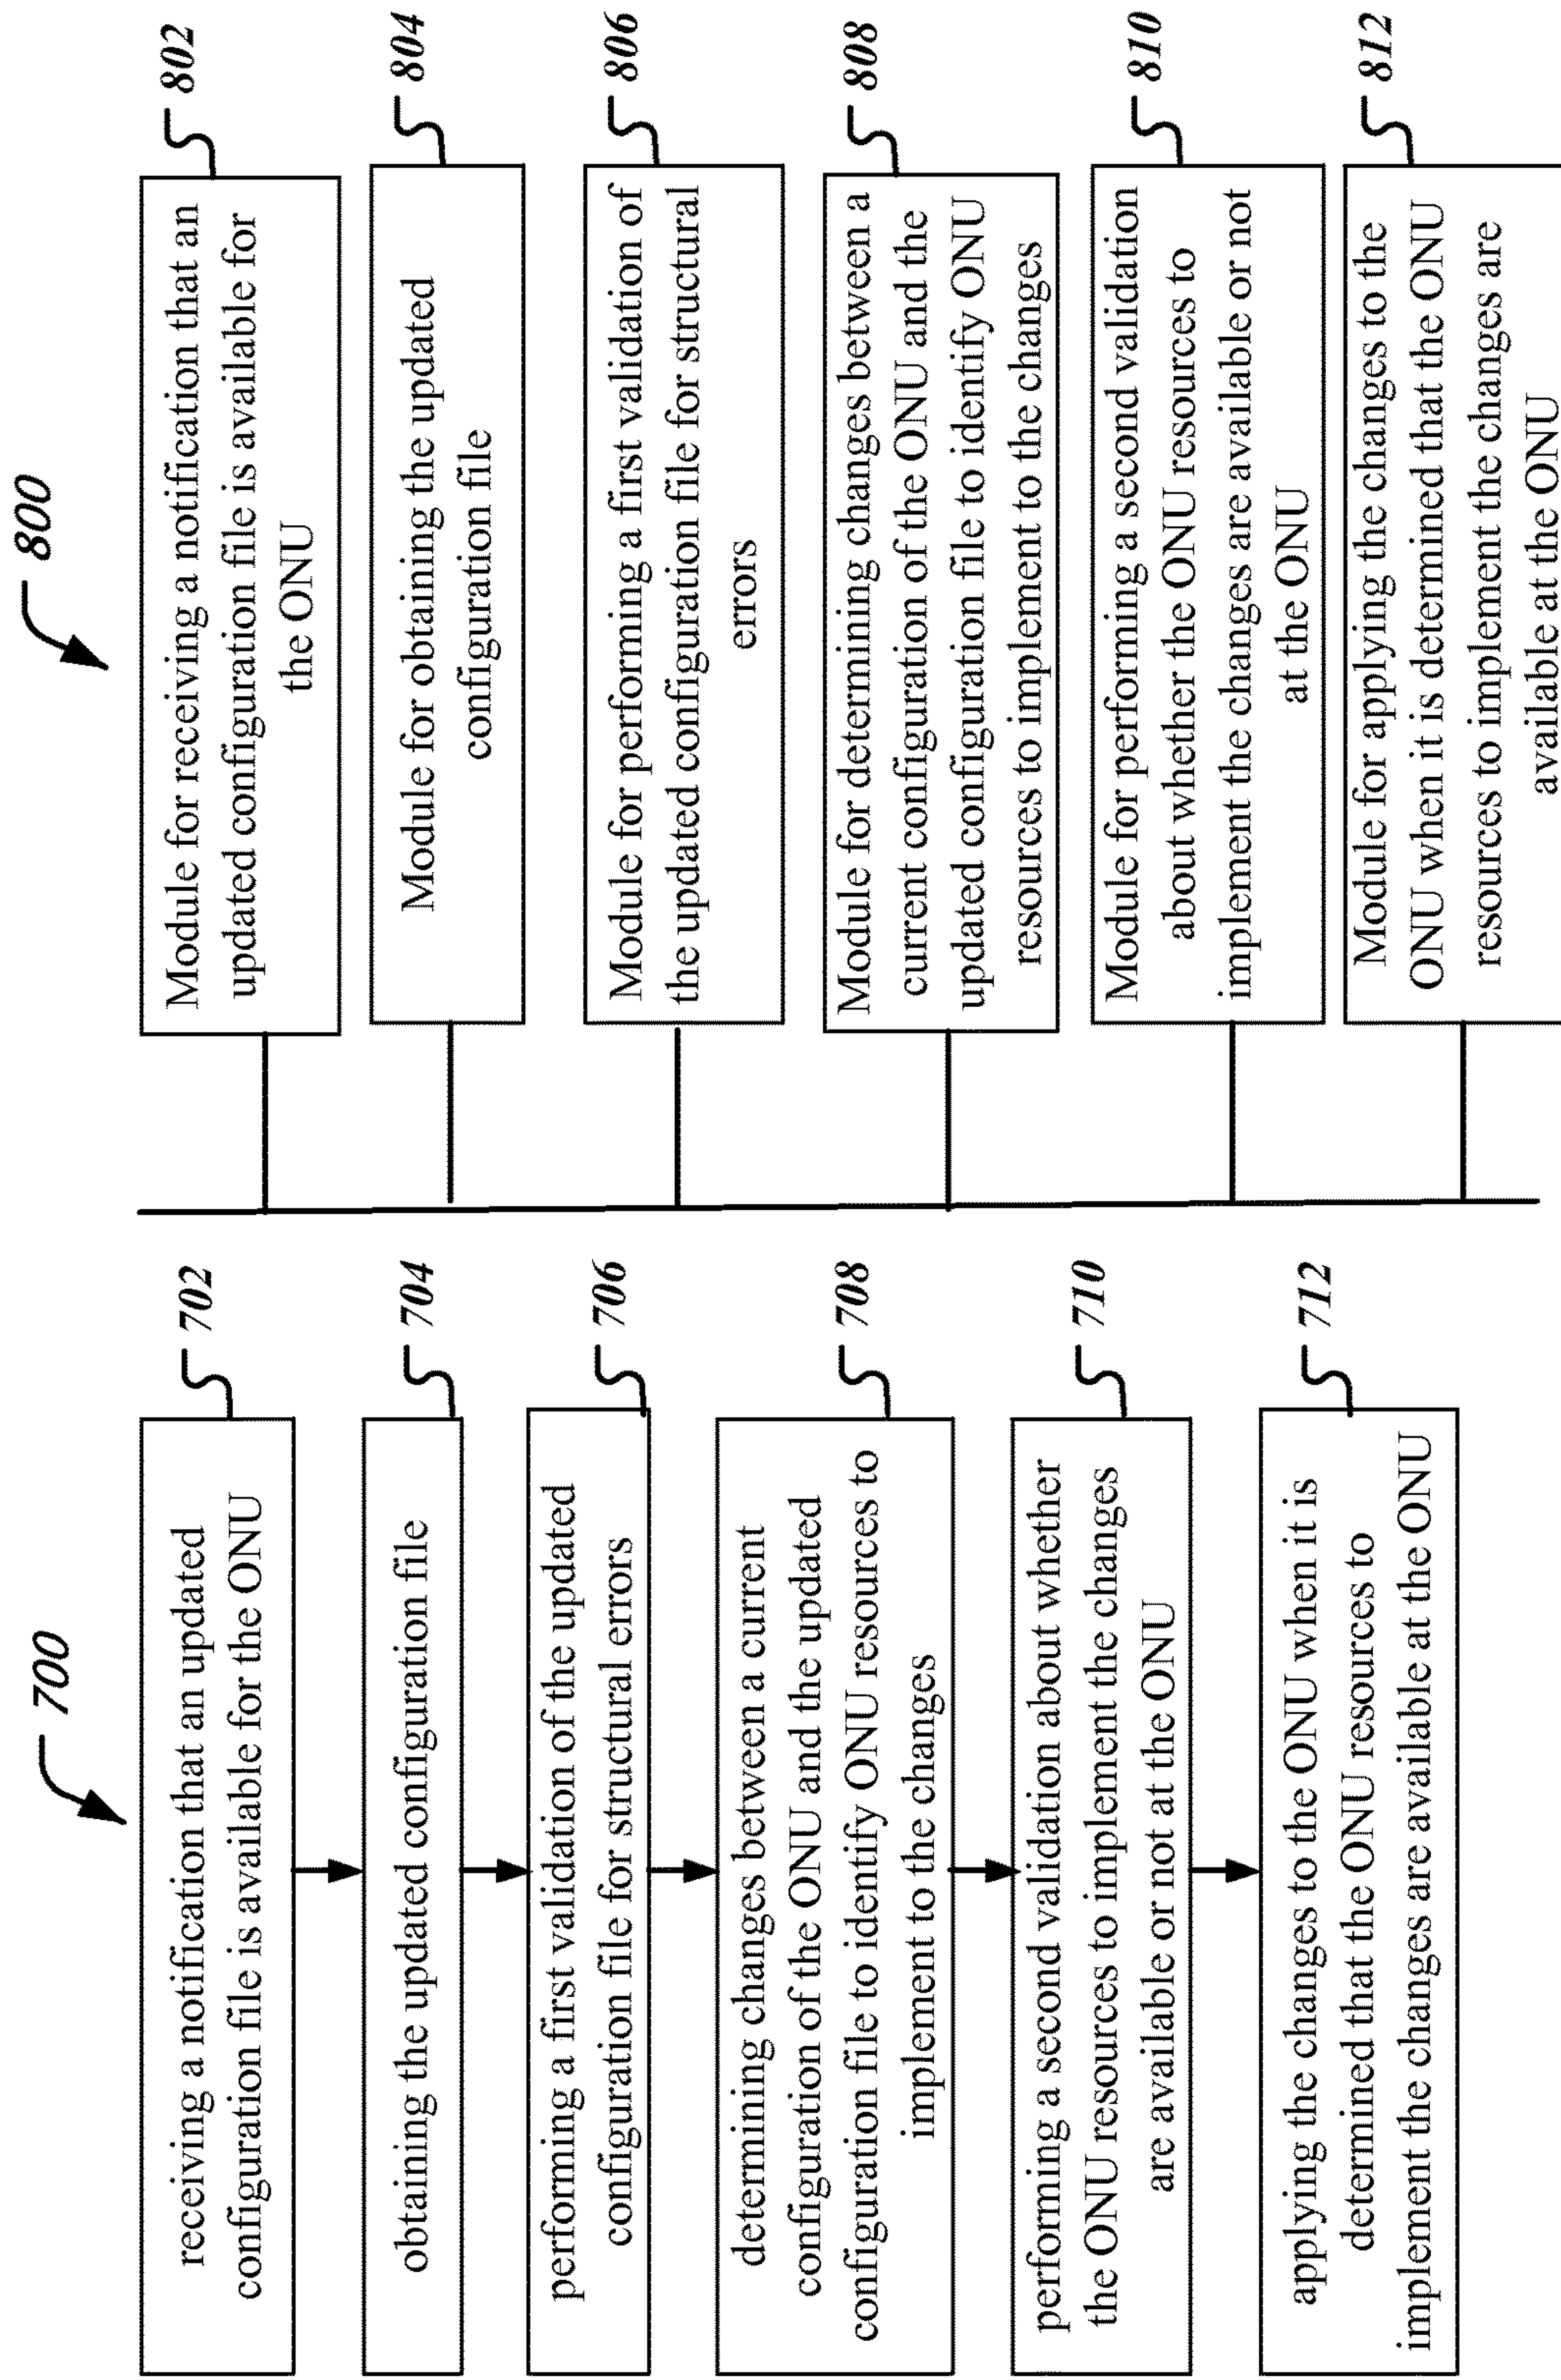 700
receiving a notification that an updated
configuration file is available for the ONU
702
obtaining the updated configuration file
704
performing a first validation of the updated
configuration file for structural errors
706
determining changes between a current
configuration of the ONU and the updated
configuration file to identify ONU resources to
implement to the changes
708
performing a second validation about whether
the ONU resources to implement the changes
are available or not at the ONU
710
applying the changes to the ONU when it is
determined that the ONU resources to
implement the changes are available at the ONU
712
800
Module for receiving a notification that an
updated configuration file is available for
the ONU
802
Module for obtaining the updated
configuration file
804
Module for performing a first validation of
the updated configuration file for structural
errors
806
Module for determining changes between a
current configuration of the ONU and the
updated configuration file to identify ONU
resources to implement to the changes
808
Module for performing a second validation
about whether the ONU resources to
implement the changes are available or not
at the ONU
810
Module for applying the changes to the
ONU when it is determined that the ONU
resources to implement the changes are
available at the ONU
812